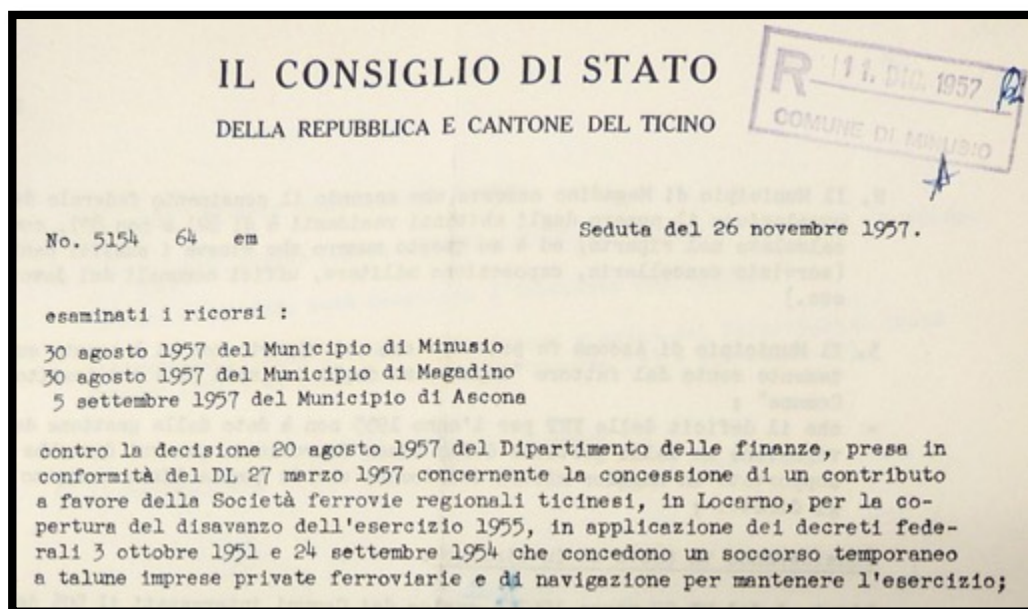 IL CONSIGLIO DI STATO
DELLA REPUBBLICA E CANTONE DEL TICINO
R 11. DIC. 1957
COMUNE DI MINUSIO
No. 5154 64 em
Seduta del 26 novembre 1957.
esaminati i ricorsi :
30 agosto 1957 del Municipio di Minusio
30 agosto 1957 del Municipio di Magadino
5 settembre 1957 del Municipio di Ascona
contro la decisione 20 agosto 1957 del Dipartimento delle finanze, presa in
conformità del DL 27 marzo 1957 concernente la concessione di un contributo
a favore della Società ferrovie regionali ticinesi, in Locarno, per la co-
pertura del disavanzo dell'esercizio 1955, in applicazione dei decreti fede-
rali 3 ottobre 1951 e 24 settembre 1954 che concedono un soccorso temporaneo
a talune imprese private ferroviarie e di navigazione per mantenere l'esercizio;